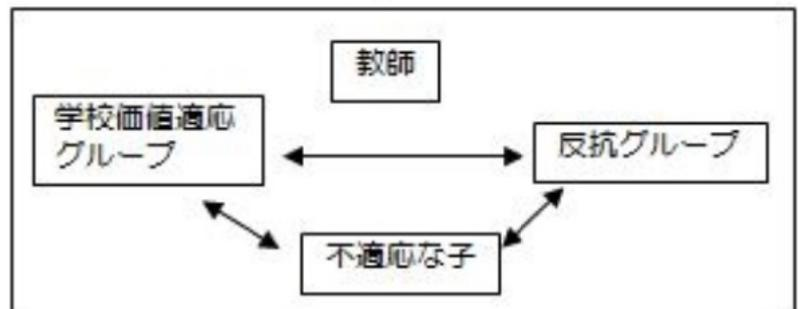 教師
学校価値適応
グループ
反抗グループ
不適応な子